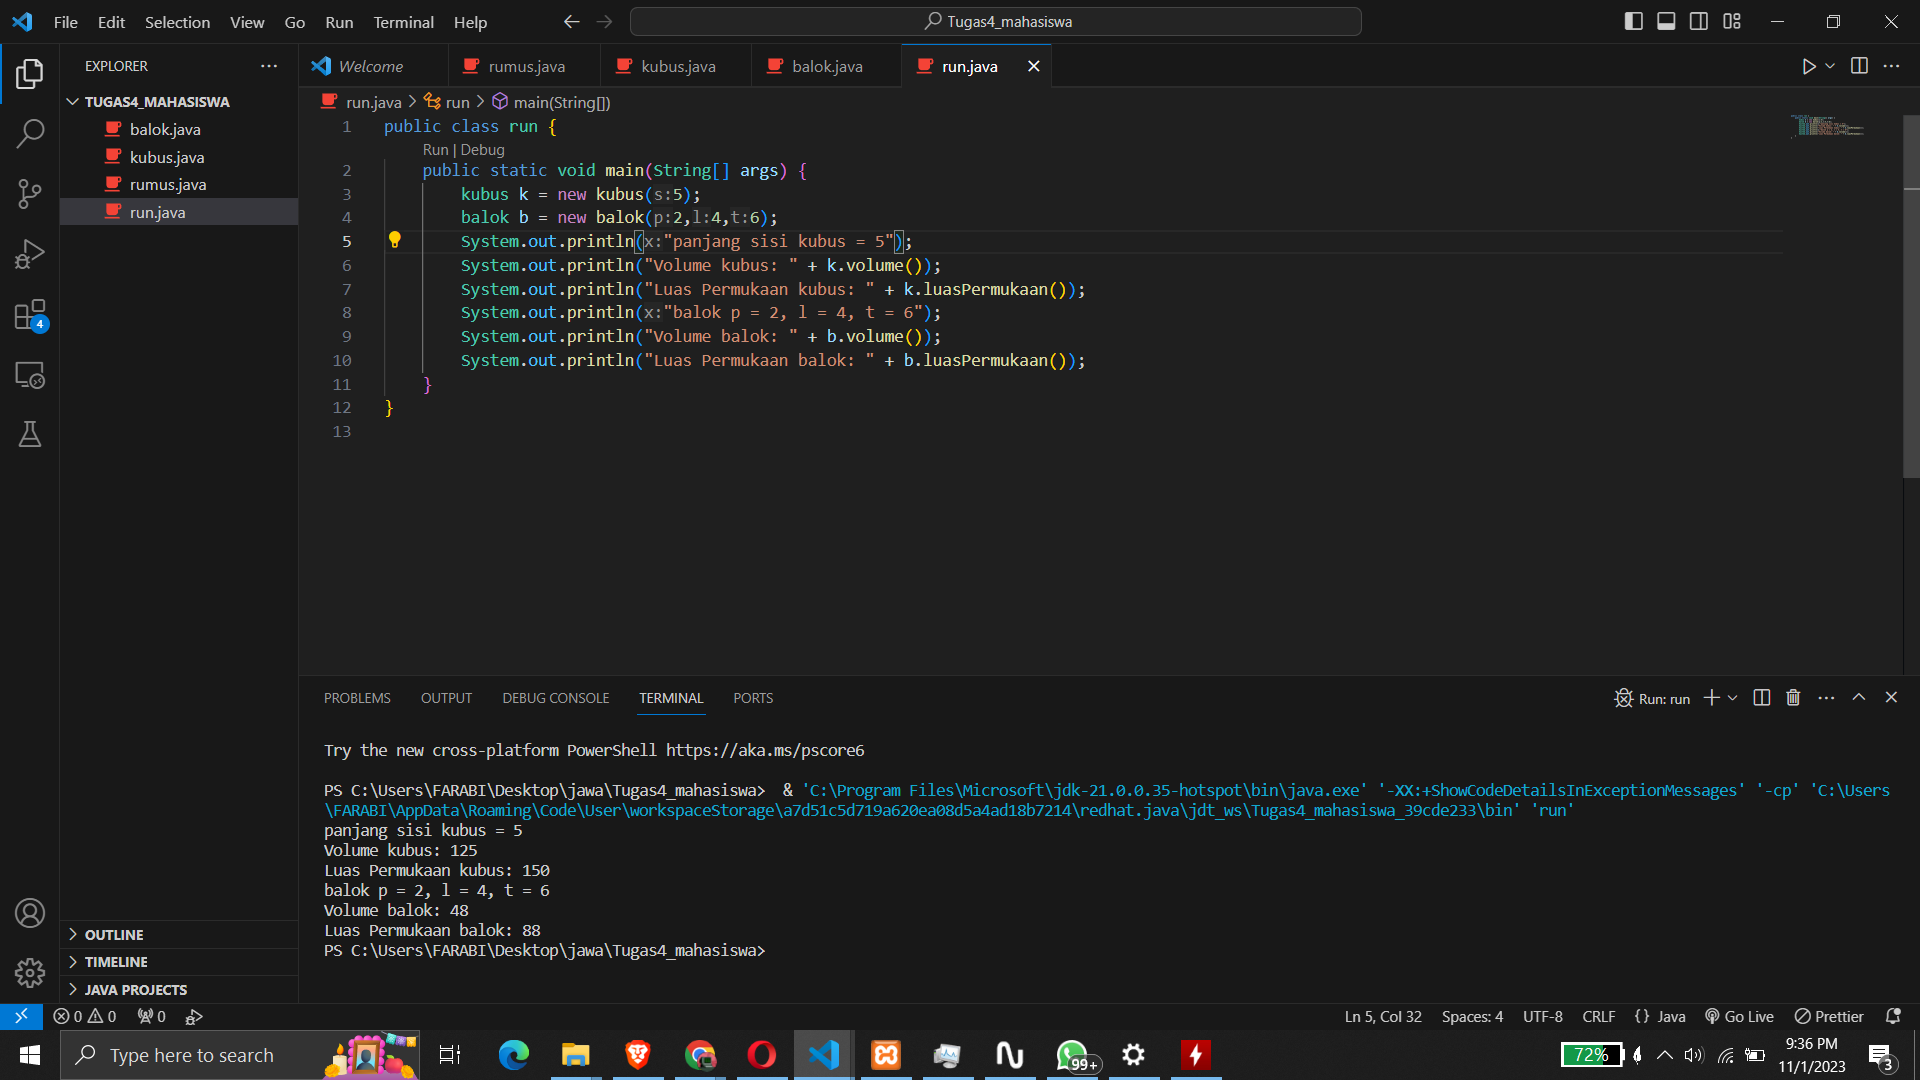 File Edit Selection View Go Run Terminal Help
Tugas4_mahasiswa
EXPLORER
TUGAS4_MAHASISWA
balok.java
kubus.java
rumus.java
run.java
OUTLINE
TIMELINE
JAVA PROJECTS
4
Welcome rumus.java kubus.java balok.java run.java
run.java > run > main(String[])
1 public class run {
Run | Debug
2 public static void main(String[] args) {
3 kubus k = new kubus(s:5);
4 balok b = new balok(p:2,l:4,t:6);
5 System.out.println(x:"panjang sisi kubus = 5");
6 System.out.println("Volume kubus: " + k.volume());
7 System.out.println("Luas Permukaan kubus: " + k.luasPermukaan());
8 System.out.println(x:"balok p = 2, l = 4, t = 6");
9 System.out.println("Volume balok: " + b.volume());
10 System.out.println("Luas Permukaan balok: " + b.luasPermukaan());
11 }
12 }
13
PROBLEMS OUTPUT DEBUG CONSOLE TERMINAL PORTS
Run: run
Try the new cross-platform PowerShell https://aka.ms/pscore6
PS C:\Users\FARABI\Desktop\jawa\Tugas4_mahasiswa> & 'C:\Program Files\Microsoft\jdk-21.0.0.35-hotspot\bin\java.exe' '-XX:+ShowCodeDetailsInExceptionMessages' '-cp' 'C:\Users
\FARABI\AppData\Roaming\Code\User\workspaceStorage\a7d51c5d719a620ea08d5a4ad18b7214\redhat.java\jdt_ws\Tugas4_mahasiswa_39cde233\bin' 'run'
panjang sisi kubus = 5
Volume kubus: 125
Luas Permukaan kubus: 150
balok p = 2, l = 4, t = 6
Volume balok: 48
Luas Permukaan balok: 88
PS C:\Users\FARABI\Desktop\jawa\Tugas4_mahasiswa>
0 0 0
Ln 5, Col 32 Spaces: 4 UTF-8 CRLF {} Java Go Live Prettier
Type here to search
99+
72%
9:36 PM
11/1/2023
3